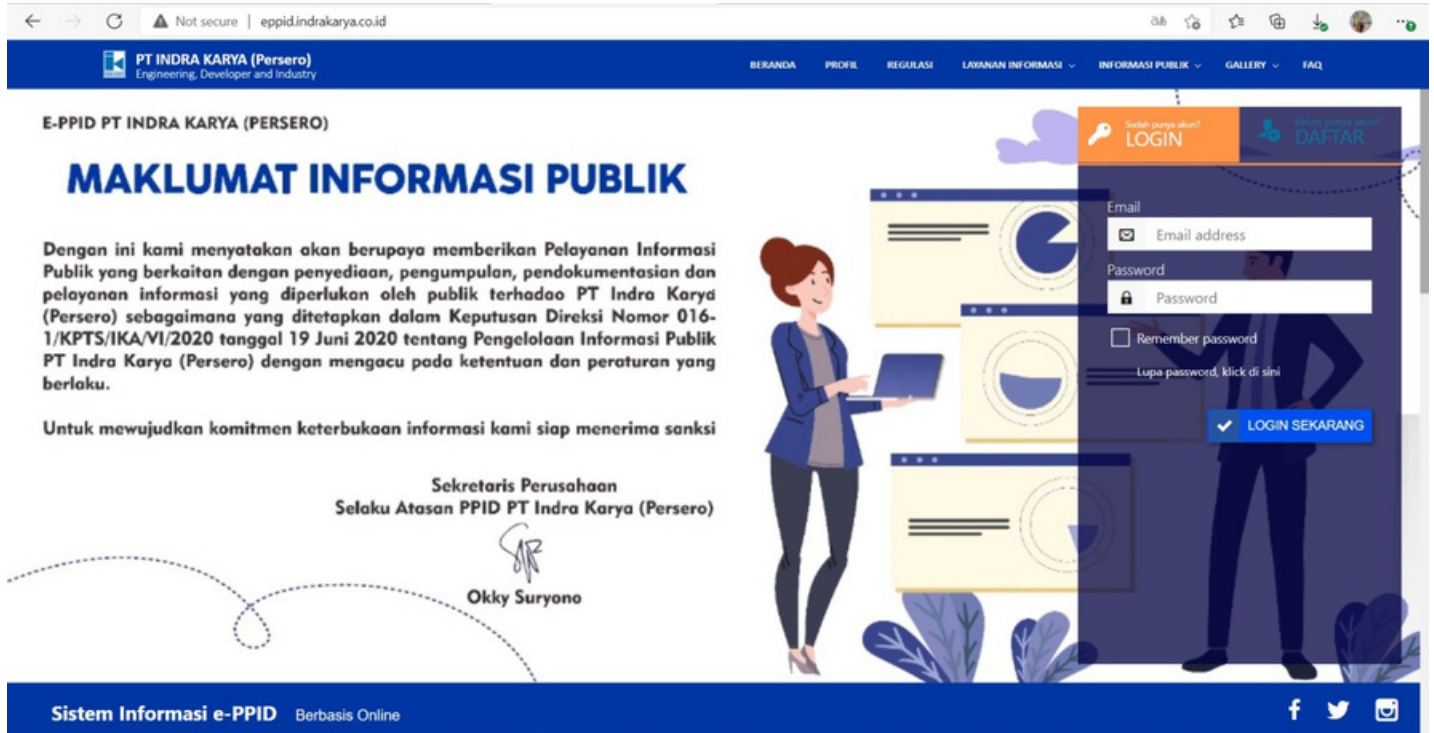 Not secure | eppid.indrakarya.co.id
PT INDRA KARYA (Persero)
Engineering, Developer and Industry
BERANDA PROFIL REGULASI LAYANAN INFORMASI INFORMASI PUBLIK GALLERY FAQ
E-PPID PT INDRA KARYA (PERSERO)
MAKLUMAT INFORMASI PUBLIK
Dengan ini kami menyatakan akan berupaya memberikan Pelayanan Informasi
Publik yang berkaitan dengan penyediaan, pengumpulan, pendokumentasian dan
pelayanan informasi yang diperlukan oleh publik terhadao PT Indra Karya
(Persero) sebagaimana yang ditetapkan dalam Keputusan Direksi Nomor 016-
1/KPTS/IKA/VI/2020 tanggal 19 Juni 2020 tentang Pengelolaan Informasi Publik
PT Indra Karya (Persero) dengan mengacu pada ketentuan dan peraturan yang
berlaku.
Untuk mewujudkan komitmen keterbukaan informasi kami siap menerima sanksi
Sekretaris Perusahaan
Selaku Atasan PPID PT Indra Karya (Persero)
Okky Suryono
Sudah punya akun?
LOGIN
Belum punya akun?
DAFTAR
Email
Email address
Password
Password
Remember password
Lupa password, klick di sini
LOGIN SEKARANG
Sistem Informasi e-PPID Berbasis Online